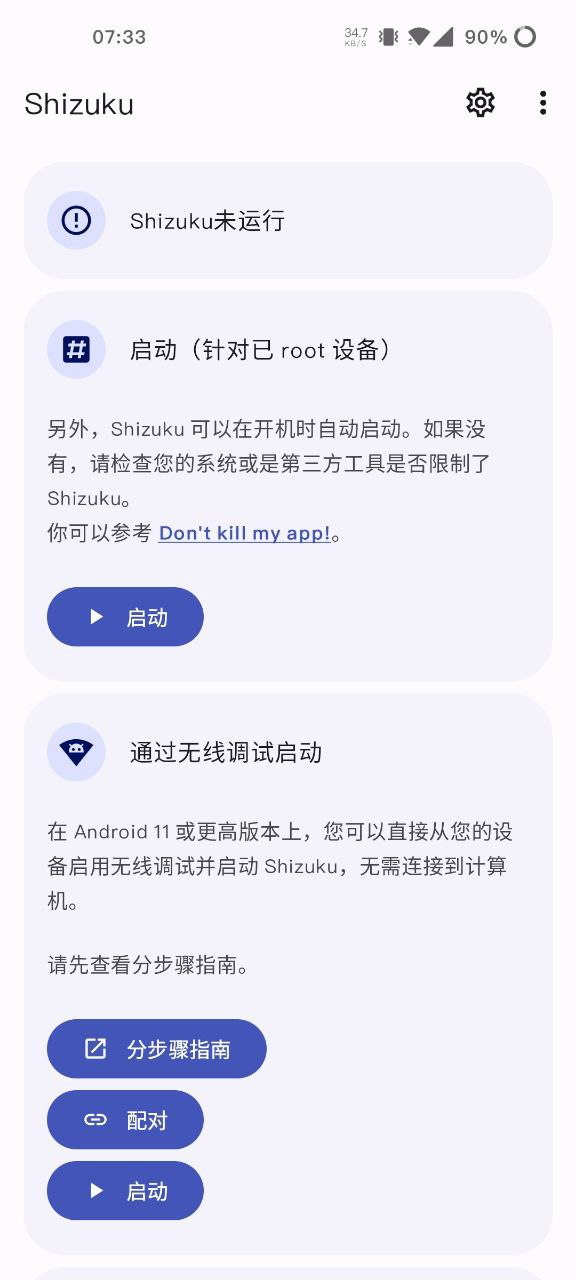 07:33
34.7
KB/S
90%
Shizuku
Shizuku未运行
启动（针对已 root 设备）
另外，Shizuku 可以在开机时自动启动。如果没
有，请检查您的系统或是第三方工具是否限制了
Shizuku。
你可以参考 Don't kill my app!。
启动
通过无线调试启动
在 Android 11 或更高版本上，您可以直接从您的设
备启用无线调试并启动 Shizuku，无需连接到计算
机。
请先查看分步骤指南。
分步骤指南
配对
启动